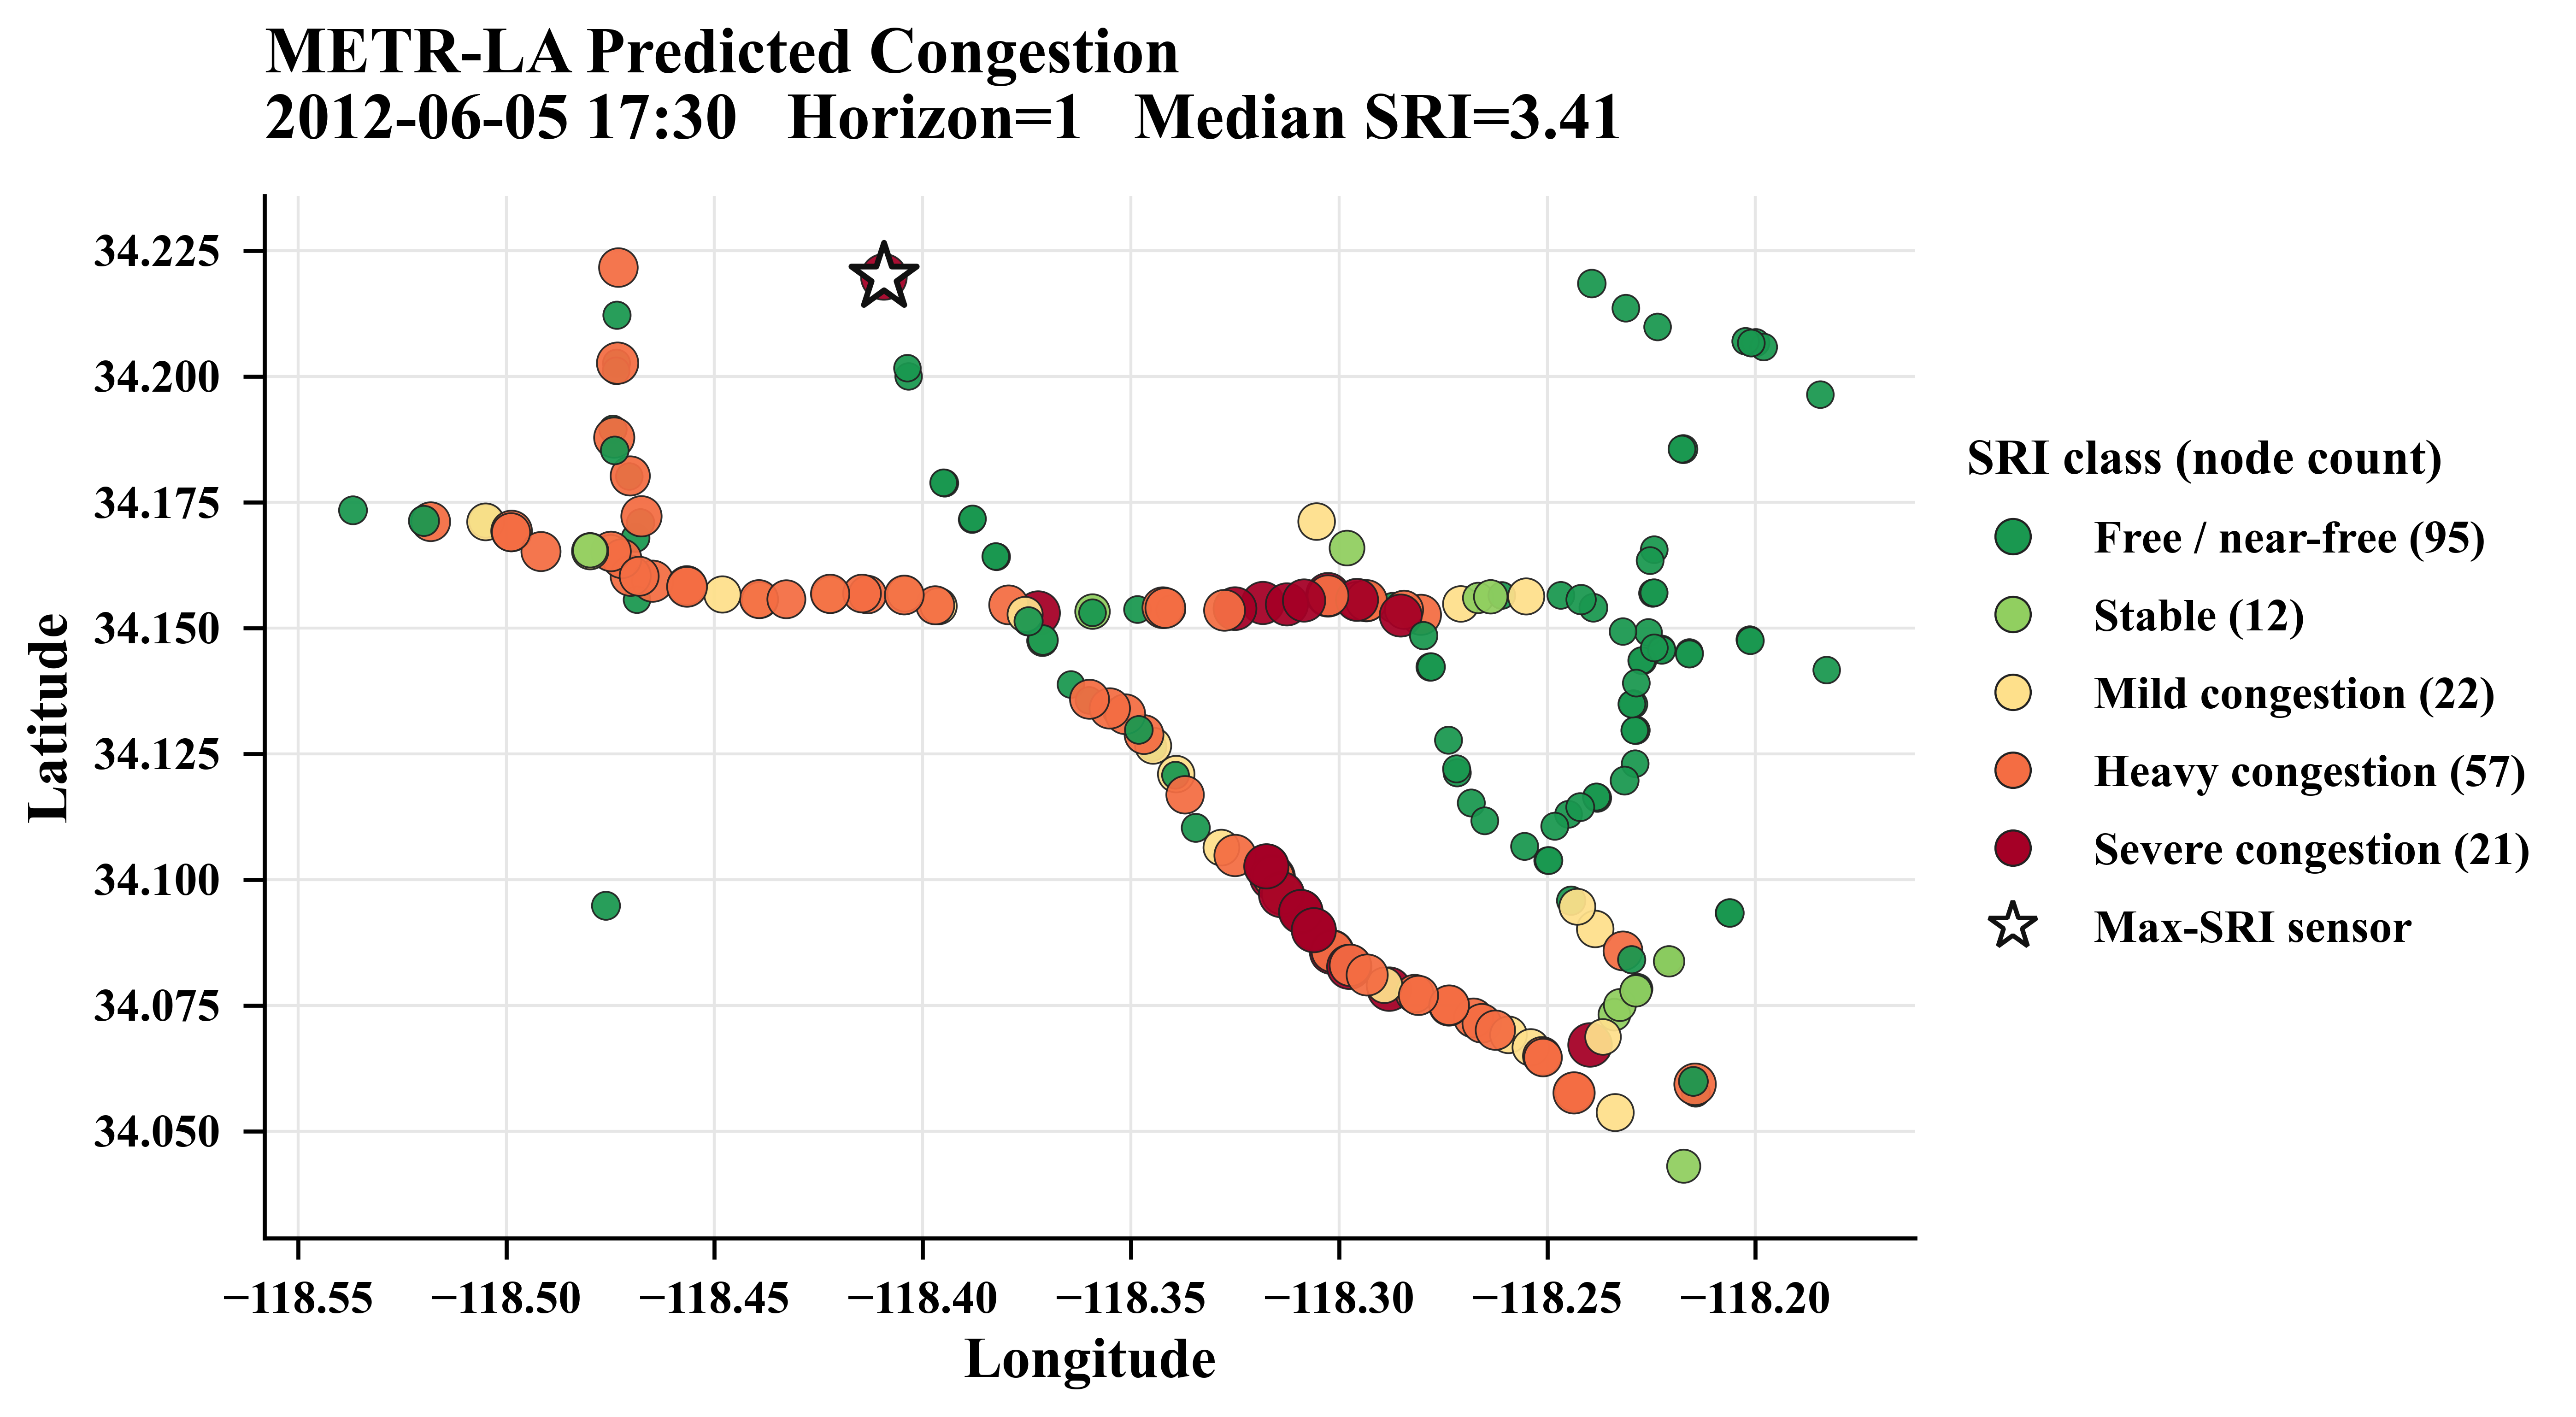 METR-LA Predicted Congestion
2012-06-05 17:30 Horizon=1 Median SRI=3.41
Latitude
34.225
34.200
34.175
34.150
34.125
34.100
34.075
34.050
−118.55 −118.50 −118.45 −118.40 −118.35 −118.30 −118.25 −118.20
Longitude
SRI class (node count)
Free / near-free (95)
Stable (12)
Mild congestion (22)
Heavy congestion (57)
Severe congestion (21)
Max-SRI sensor